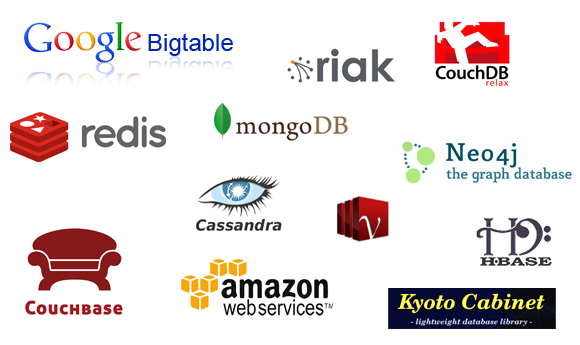 Google Bigtable
riak
CouchDB
relax
redis
mongoDB
Neo4j
the graph database
Cassandra
V
HB
HBASE
COUCHBASE
amazon
webservices™
Kyoto Cabinet
- lightweight database library -